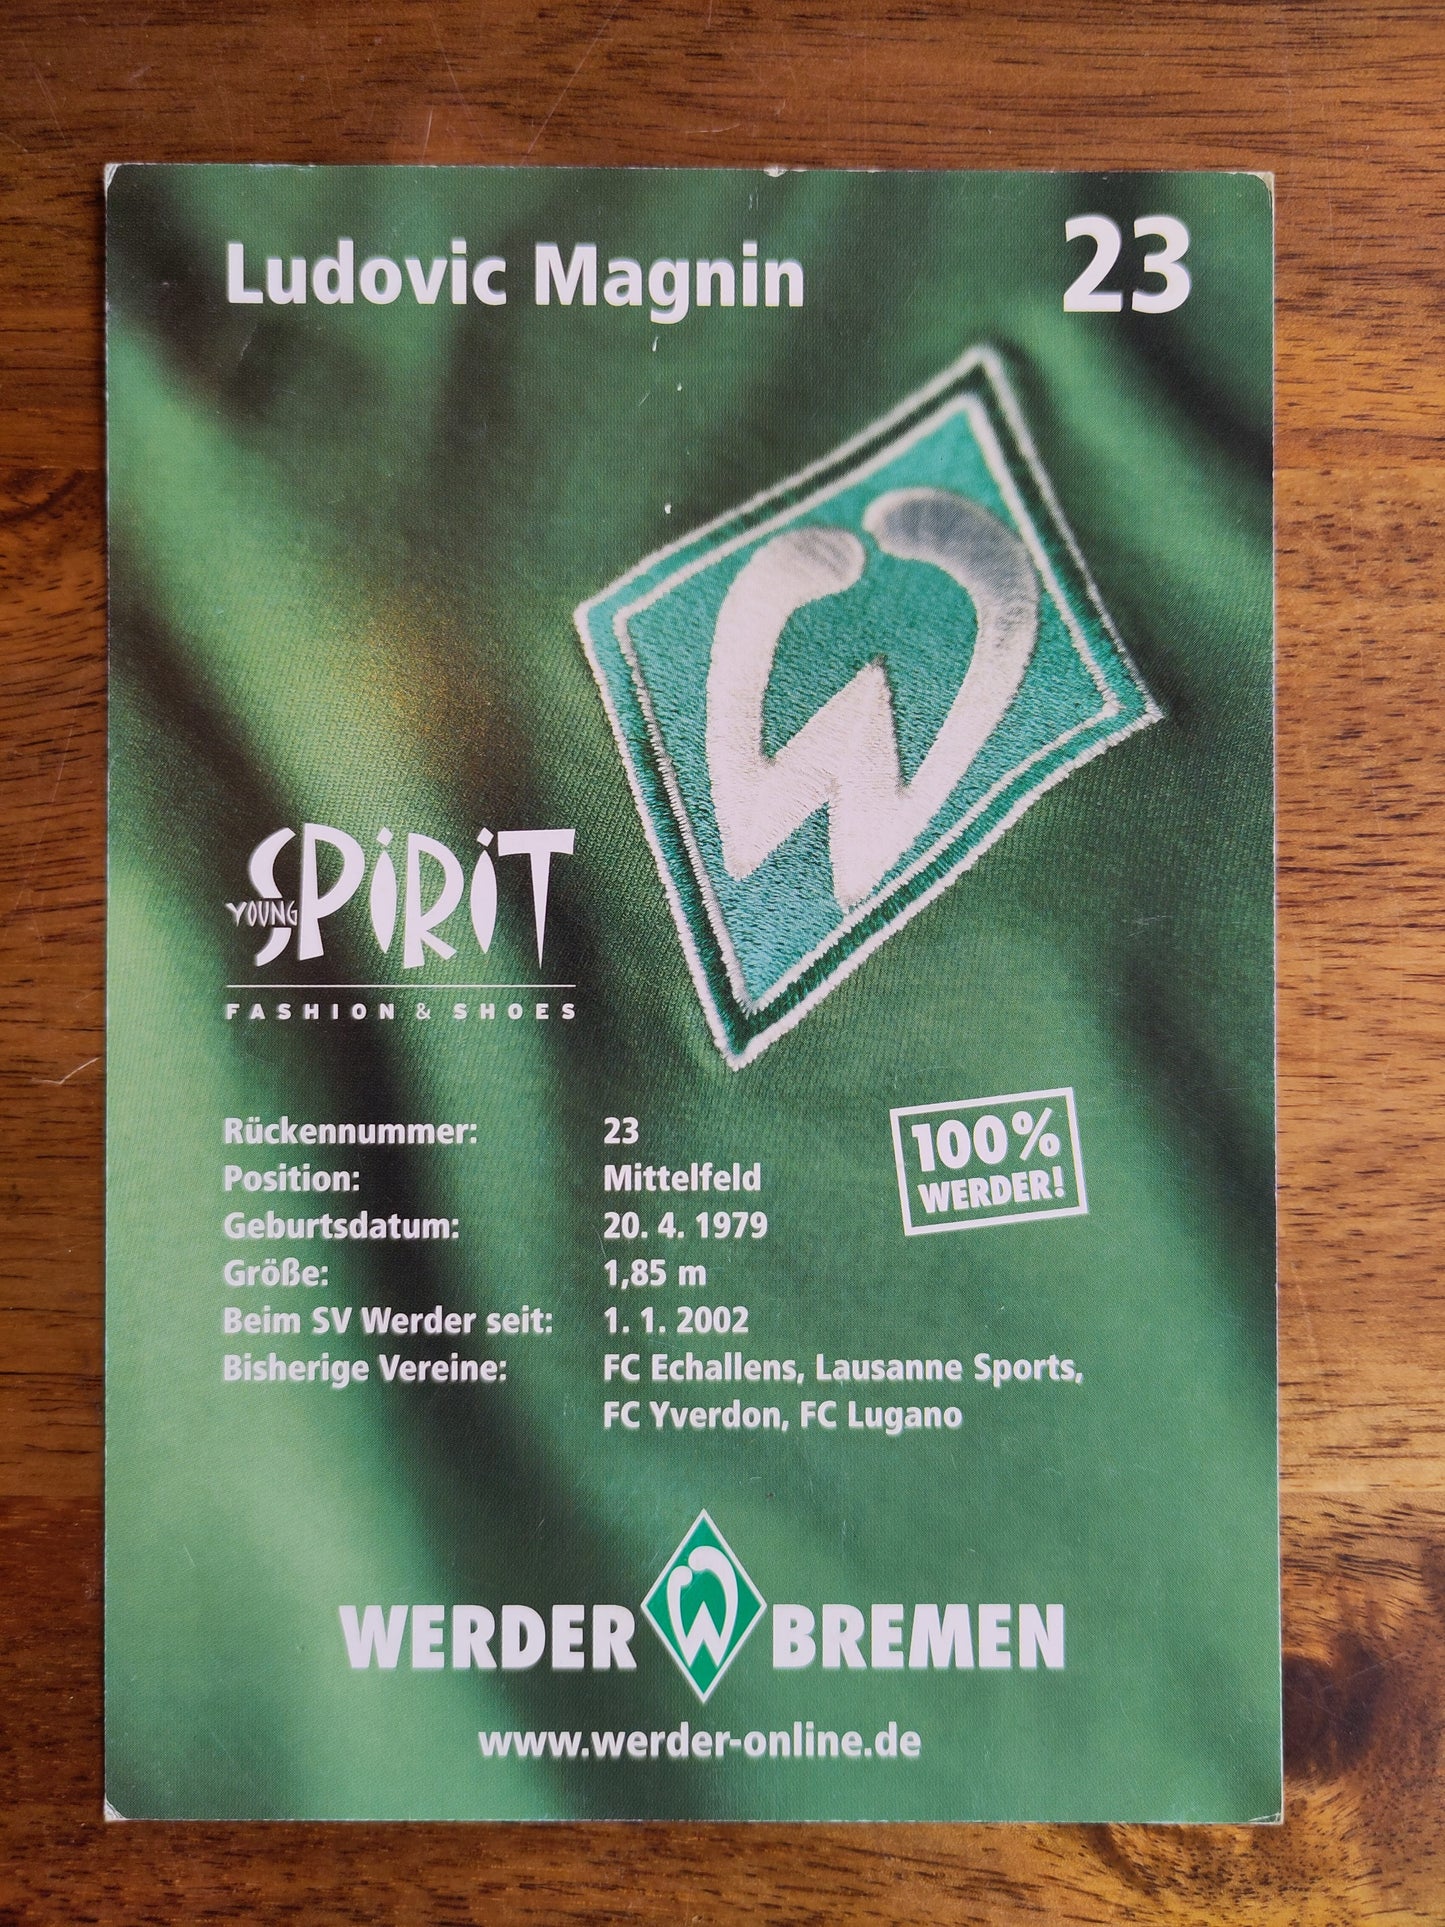 Ludovic Magnin 23
YOUNG SPIRIT
FASHION & SHOES
100%
WERDER!
Rückennummer: 23
Position: Mittelfeld
Geburtsdatum: 20. 4. 1979
Größe: 1,85 m
Beim SV Werder seit: 1. 1. 2002
Bisherige Vereine: FC Echallens, Lausanne Sports,
FC Yverdon, FC Lugano
WERDER W BREMEN
www.werder-online.de